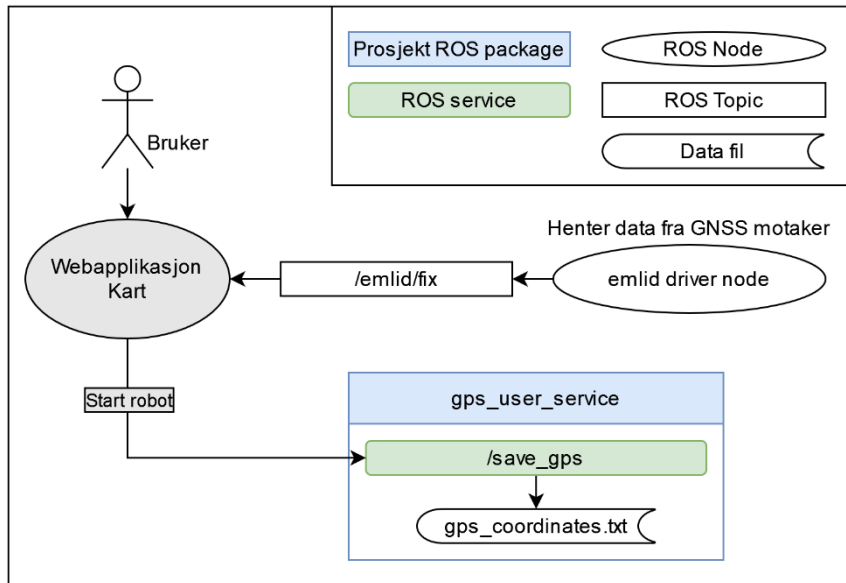 Prosjekt ROS package
ROS Node
ROS service
ROS Topic
Data fil
Bruker
Henter data fra GNSS motaker
Webapplikasjon
Kart
/emlid/fix
emlid driver node
Start robot
gps_user_service
/save_gps
gps_coordinates.txt